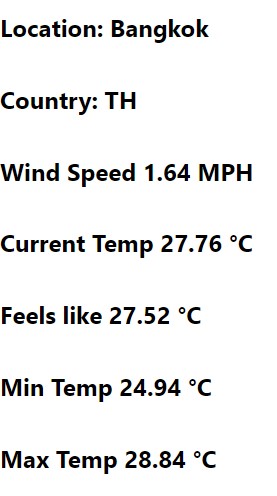 Location: Bangkok
Country: TH
Wind Speed 1.64 MPH
Current Temp 27.76 °C
Feels like 27.52 °C
Min Temp 24.94 °C
Max Temp 28.84 °C